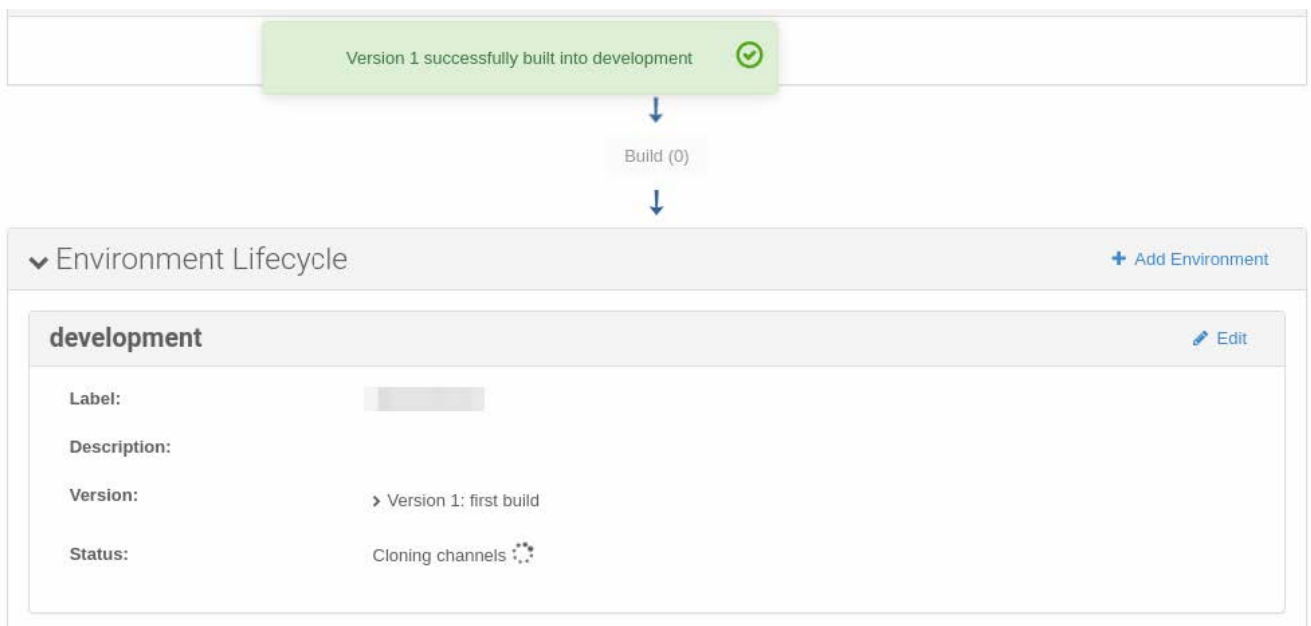 Version 1 successfully built into development
Build (0)
Environment Lifecycle
Add Environment
development
Edit
Label:
Description:
Version:
Version 1: first build
Status:
Cloning channels